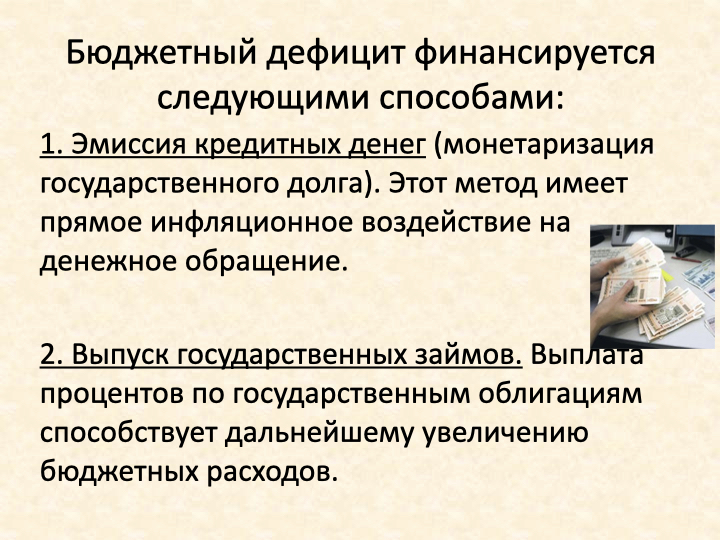 Бюджетный дефицит финансируется
следующими способами:
1. Эмиссия кредитных денег (монетаризация
государственного долга). Этот метод имеет
прямое инфляционное воздействие на
денежное обращение.
2. Выпуск государственных займов. Выплата
процентов по государственным облигациям
способствует дальнейшему увеличению
бюджетных расходов.